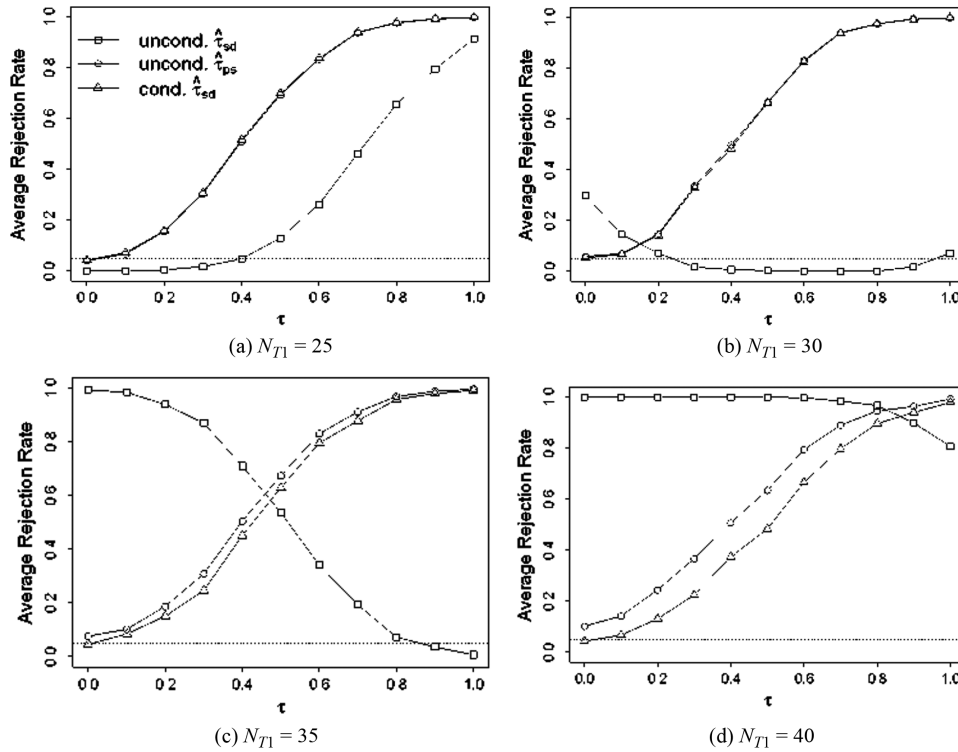 Average Rejection Rate
1.0
0.8
0.6
0.4
0.2
0.0
uncond. τ̂sd
uncond. τ̂ps
cond. τ̂sd
0.0 0.2 0.4 0.6 0.8 1.0
τ
(a) NT1 = 25
Average Rejection Rate
1.0
0.8
0.6
0.4
0.2
0.0
0.0 0.2 0.4 0.6 0.8 1.0
τ
(b) NT1 = 30
Average Rejection Rate
1.0
0.8
0.6
0.4
0.2
0.0
0.0 0.2 0.4 0.6 0.8 1.0
τ
(c) NT1 = 35
Average Rejection Rate
1.0
0.8
0.6
0.4
0.2
0.0
0.0 0.2 0.4 0.6 0.8 1.0
τ
(d) NT1 = 40